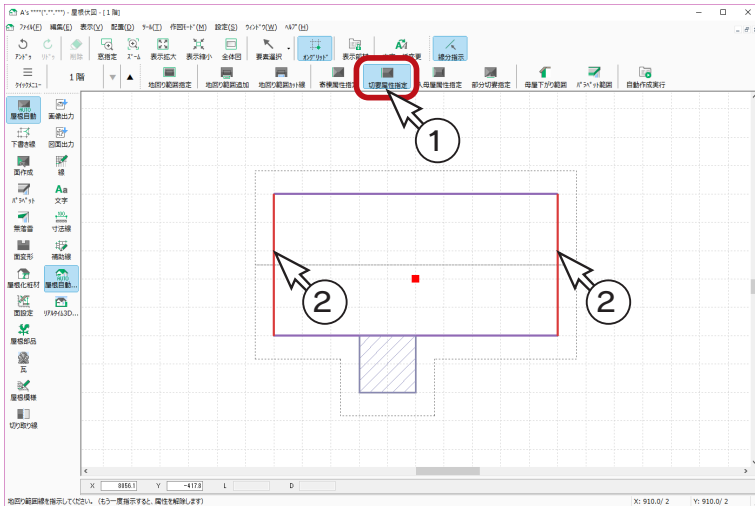 A's ****(*.**.***) - 屋根伏図 - [1 階]
ファイル(F) 編集(E) 表示(V) 配置(D) ツール(T) 作図モード(M) 設定(S) ウィンドウ(W) ヘルプ(H)
アンドゥ リドゥ 削除 窓指定 ズーム 表示拡大 表示縮小 全体図 要素選択 オングリッド 線分指示
クイックメニュー 1 階 ▼ ▲ 地回り範囲指定 地回り範囲追加 地回り範囲カット線 寄棟属性指定 切妻属性指定 入母屋属性指定 部分切妻指定 母屋下がり範囲 パラペット範囲 自動作成実行
屋根自動 画像出力
下書き線 図面出力
面作成 線
パラペット 文字
無落雪 寸法線
面変形 補助線
屋根化粧材 屋根自動...
面設定 リアルタイム3D...
屋根部品
瓦
屋根模様
切り取り線
1
2
2
X 8056.1 Y -417.8 L D
地回り範囲線を指示してください。 (もう一度指示すると、属性を解除します) X: 910.0/ 2 Y: 910.0/ 2